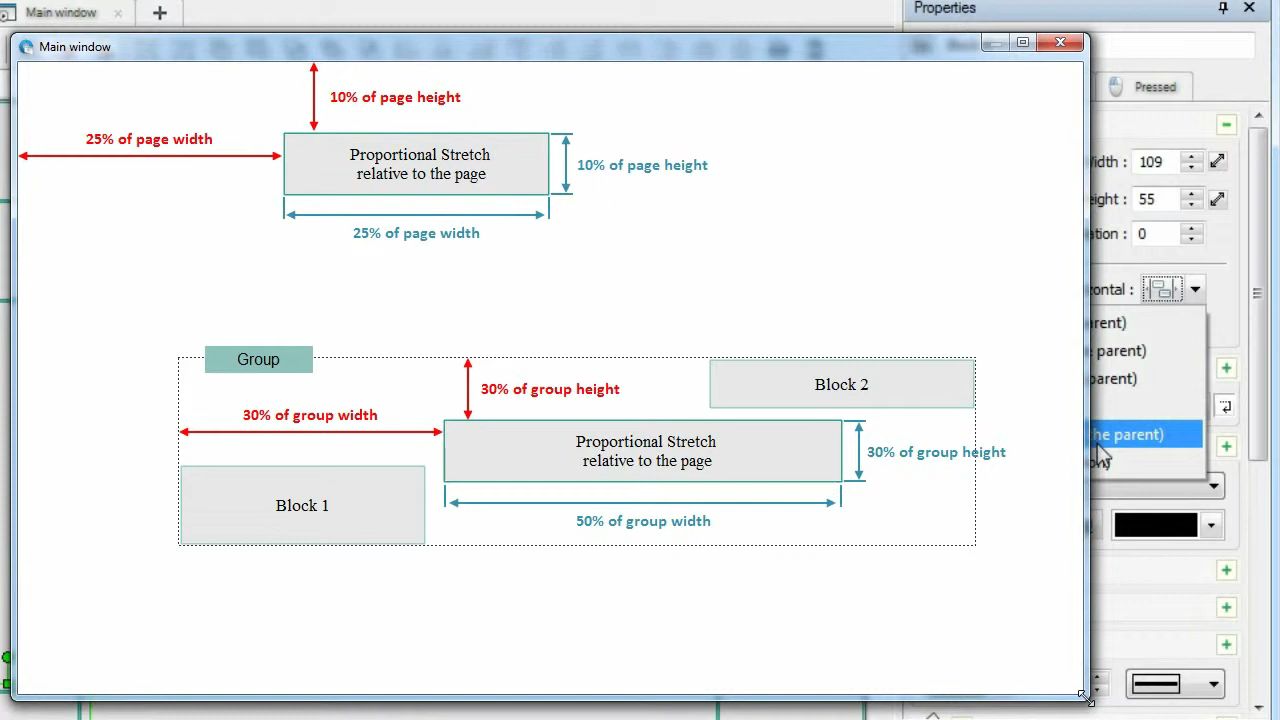 Main window
Properties
Main window
Pressed
10% of page height
25% of page width
Proportional Stretch
relative to the page
10% of page height
25% of page width
Width : 109
eight : 55
ation : 0
zontal :
arent)
parent)
parent)
he parent)
Group
30% of group height
Block 2
30% of group width
Proportional Stretch
relative to the page
30% of group height
Block 1
50% of group width